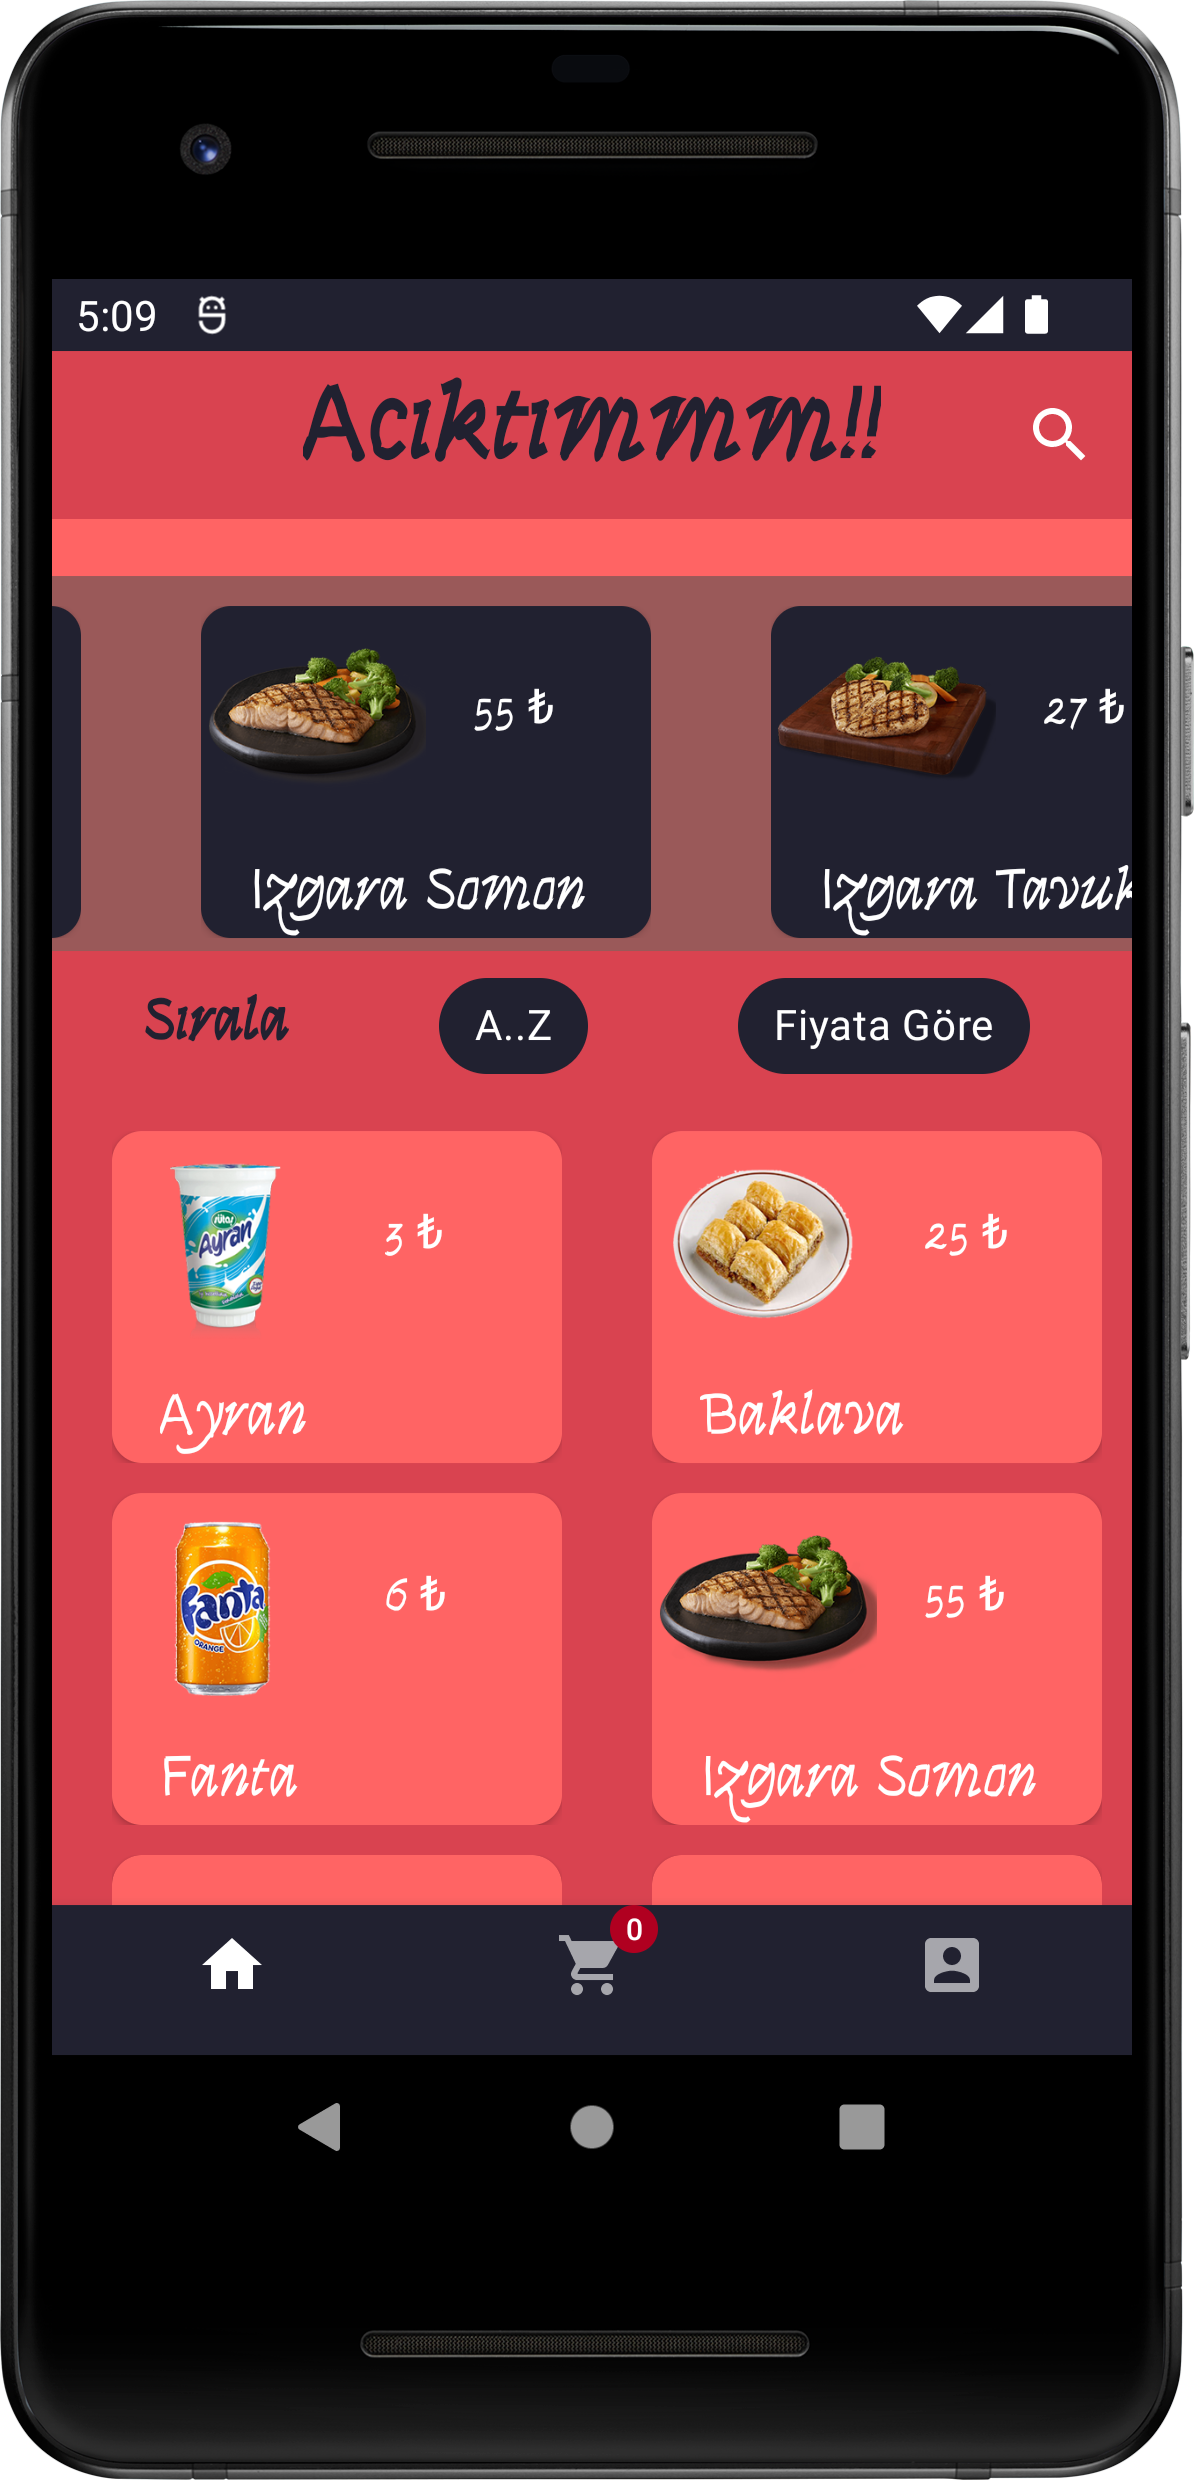 5:09
Acıktımmm!!
55 ₺
27 ₺
Izgara Somon
Izgara Tavuk
Sırala
A..Z
Fiyata Göre
sütaş
Ayran
3 ₺
25 ₺
Ayran
Baklava
Fanta
ORANGE
6 ₺
55 ₺
Fanta
Izgara Somon
0